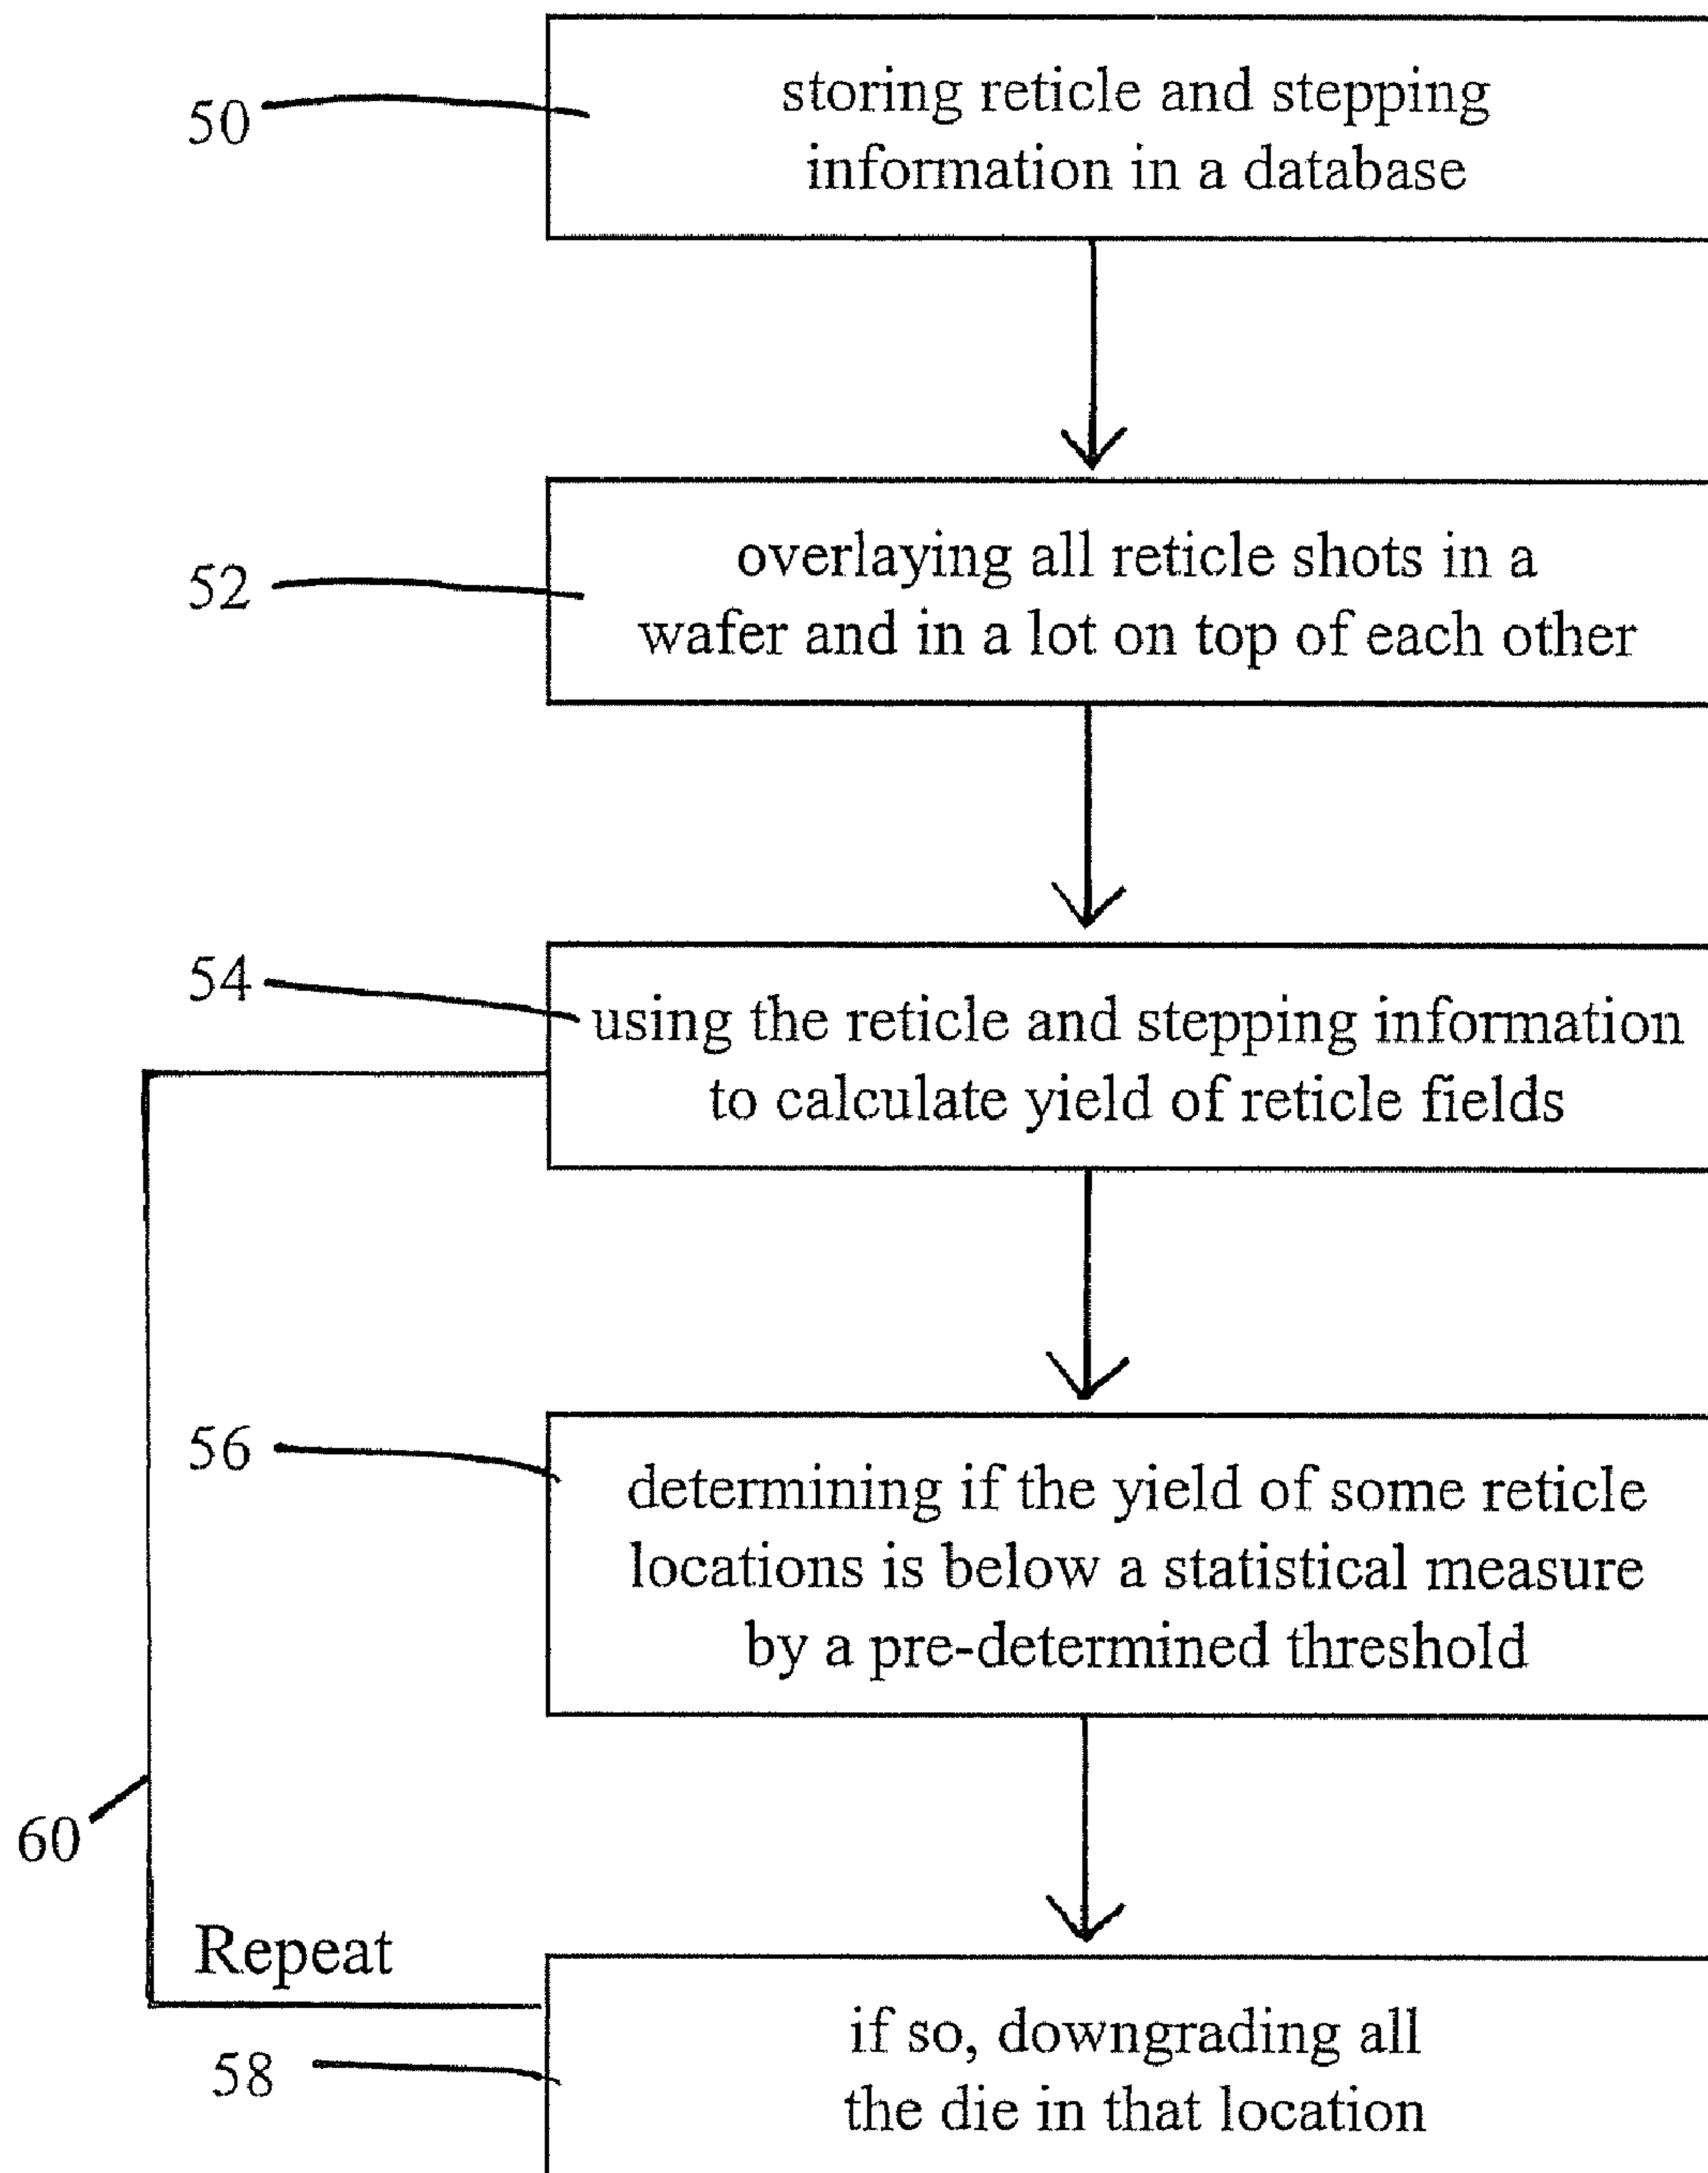 50
storing reticle and stepping
information in a database
52
overlaying all reticle shots in a
wafer and in a lot on top of each other
54
using the reticle and stepping information
to calculate yield of reticle fields
56
determining if the yield of some reticle
locations is below a statistical measure
by a pre-determined threshold
60
Repeat
58
if so, downgrading all
the die in that location